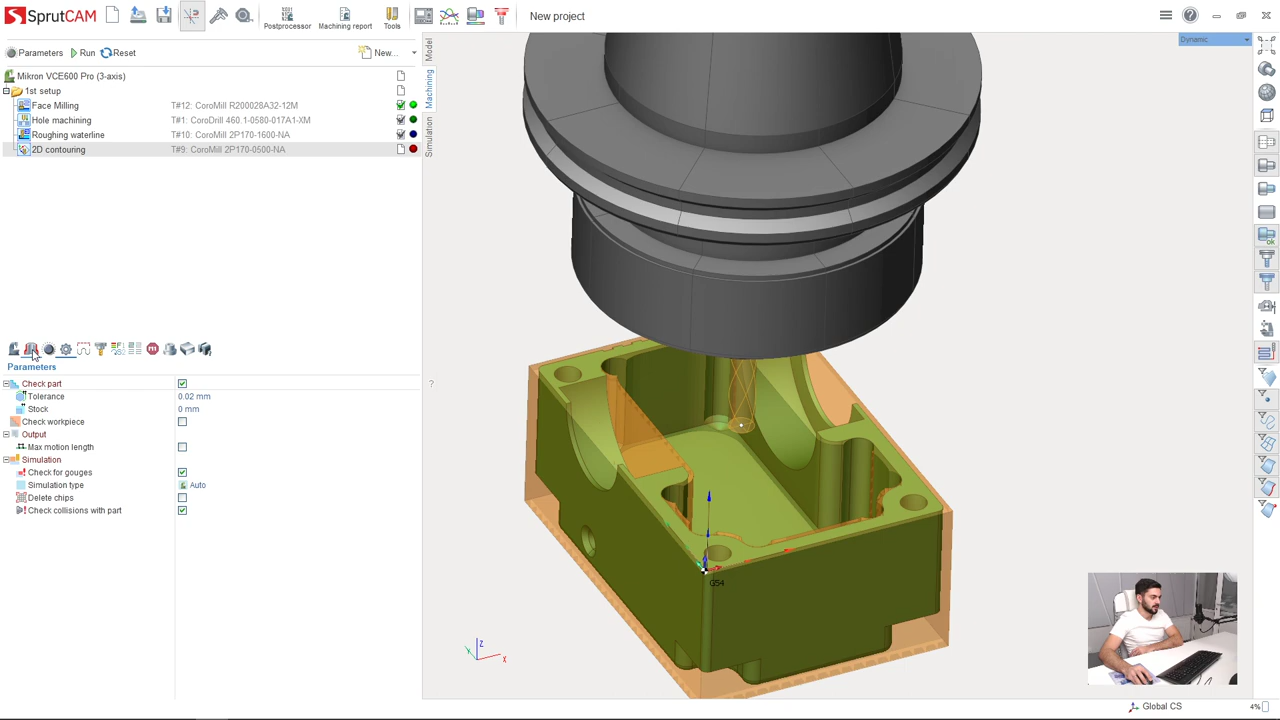 SprutCAM
Postprocessor
Machining report
Tools
New project
Dynamic
Parameters
Run
Reset
New...
Mikron VCE600 Pro (3-axis)
1st setup
Face Milling T#12: CoroMill R200028A32-12M
Hole machining T#1: CoroDrill 460.1-0580-017A1-XM
Roughing waterline T#10: CoroMill 2P170-1600-NA
2D contouring T#9: CoroMill 2P170-0500-NA
Model
Machining
Simulation
Parameters
Check part
Tolerance 0.02 mm
Stock 0 mm
Check workpiece
Output
Max motion length
Simulation
Check for gouges
Simulation type Auto
Delete chips
Check collisions with part
?
ok
G54
Z
Y
X
Global CS
4%